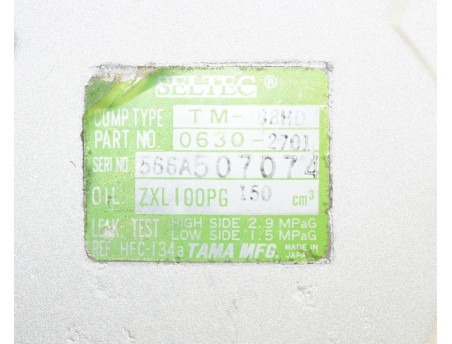 SELTEC
COMP. TYPE TM-08HD
PART NO. 0630-2701
SERI NO. 566A507074
OIL. ZXL100PG 150 cm³
LEAK. TEST HIGH SIDE 2.9 MPaG
LOW SIDE 1.5 MPaG
REF. HFC-134a TAMA MFG. MADE IN JAPAN